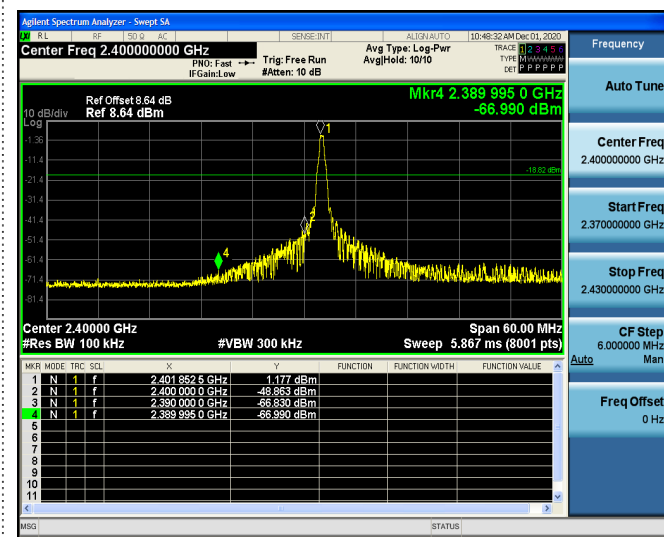 Agilent Spectrum Analyzer - Swept SA
LXI RL RF 50 Ω AC SENSE:INT ALIGNAUTO 10:48:32 AM Dec 01, 2020
Center Freq 2.400000000 GHz
PNO: Fast
IFGain:Low
Trig: Free Run
#Atten: 10 dB
Avg Type: Log-Pwr
Avg|Hold: 10/10
TRACE 1 2 3 4 5 6
TYPE M
DET P P P P P P
Frequency
Ref Offset 8.64 dB
10 dB/div Ref 8.64 dBm
Log
Mkr4 2.389 995 0 GHz
-66.990 dBm
Auto Tune
Center Freq
2.400000000 GHz
Start Freq
2.370000000 GHz
Stop Freq
2.430000000 GHz
CF Step
6.000000 MHz
Auto Man
Freq Offset
0 Hz
-1.36
-11.4
-21.4
-31.4
-41.4
-51.4
-61.4
-71.4
-81.4
1
-18.82 dBm
2
4
Center 2.40000 GHz Span 60.00 MHz
#Res BW 100 kHz #VBW 300 kHz Sweep 5.867 ms (8001 pts)
MKR MODE TRC SCL X Y FUNCTION FUNCTION WIDTH FUNCTION VALUE
1 N 1 f 2.401 852 5 GHz 1.177 dBm
2 N 1 f 2.400 000 0 GHz -48.863 dBm
3 N 1 f 2.390 000 0 GHz -66.830 dBm
4 N 1 f 2.389 995 0 GHz -66.990 dBm
5
6
7
8
9
10
11
MSG STATUS